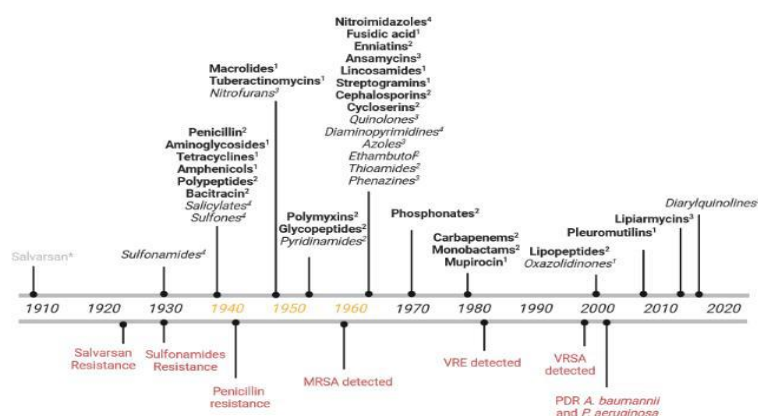 Nitroimidazoles⁴
Fusidic acid¹
Enniatins²
Ansamycins³
Lincosamides¹
Streptogramins¹
Cephalosporins²
Cycloserins²
Quinolones³
Diaminopyrimidines⁴
Azoles³
Ethambutol²
Thioamides²
Phenazines³
Macrolides¹
Tuberactinomycins¹
Nitrofurans³
Penicillin²
Aminoglycosides¹
Tetracyclines¹
Amphenicols¹
Polypeptides²
Bacitracin²
Salicylates⁴
Sulfones⁴
Diarylquinolines
Lipiarmycins³
Pleuromutilins¹
Phosphonates²
Polymyxins²
Glycopeptides²
Pyridinamides²
Carbapenems²
Monobactams²
Mupirocin¹
Lipopeptides²
Oxazolidinones¹
Salvarsan*
Sulfonamides⁴
1910 1920 1930 1940 1950 1960 1970 1980 1990 2000 2010 2020
Salvarsan
Resistance
Sulfonamides
Resistance
Penicillin
resistance
MRSA detected
VRE detected
VRSA
detected
PDR A. baumannii
and P. aeruginosa